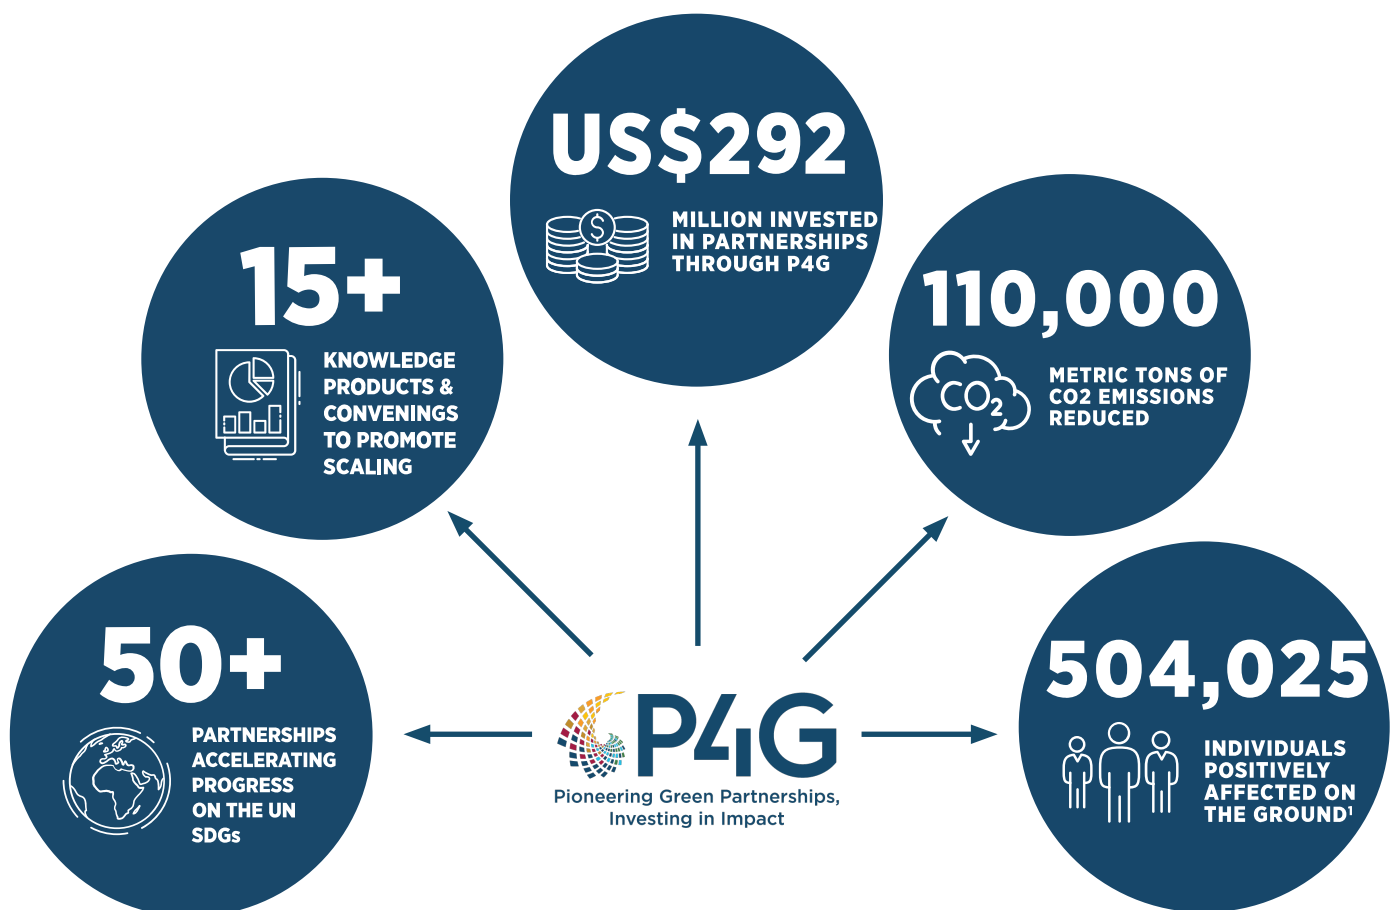 US$292
MILLION INVESTED
IN PARTNERSHIPS
THROUGH P4G
15+
KNOWLEDGE
PRODUCTS &
CONVENINGS
TO PROMOTE
SCALING
110,000
CO2
METRIC TONS OF
CO2 EMISSIONS
REDUCED
50+
PARTNERSHIPS
ACCELERATING
PROGRESS
ON THE UN
SDGs
504,025
INDIVIDUALS
POSITIVELY
AFFECTED ON
THE GROUND¹
P4G
Pioneering Green Partnerships,
Investing in Impact